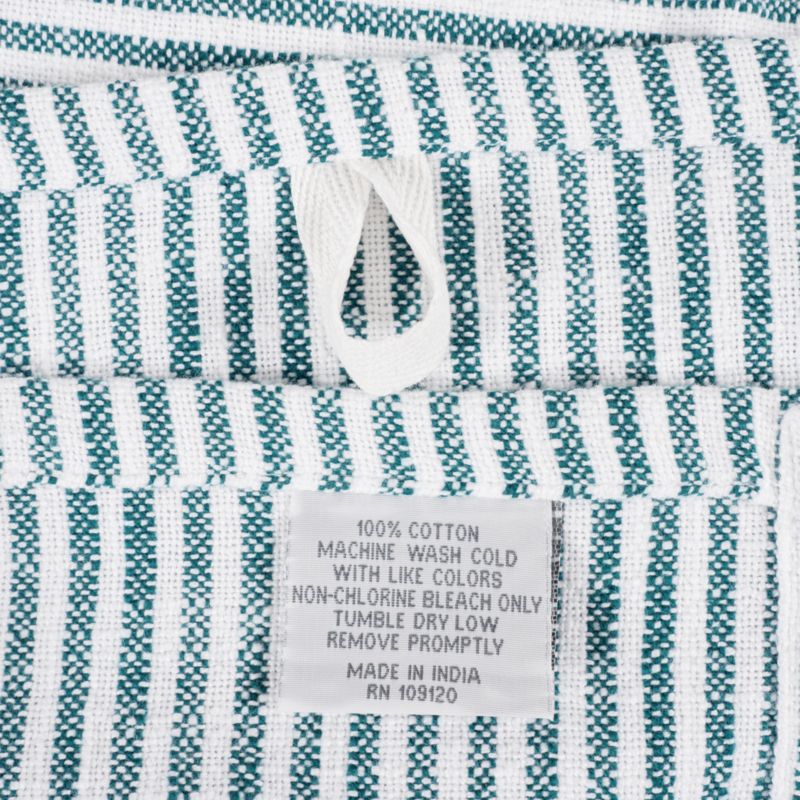 100% COTTON
MACHINE WASH COLD
WITH LIKE COLORS
NON-CHLORINE BLEACH ONLY
TUMBLE DRY LOW
REMOVE PROMPTLY
MADE IN INDIA
RN 109120